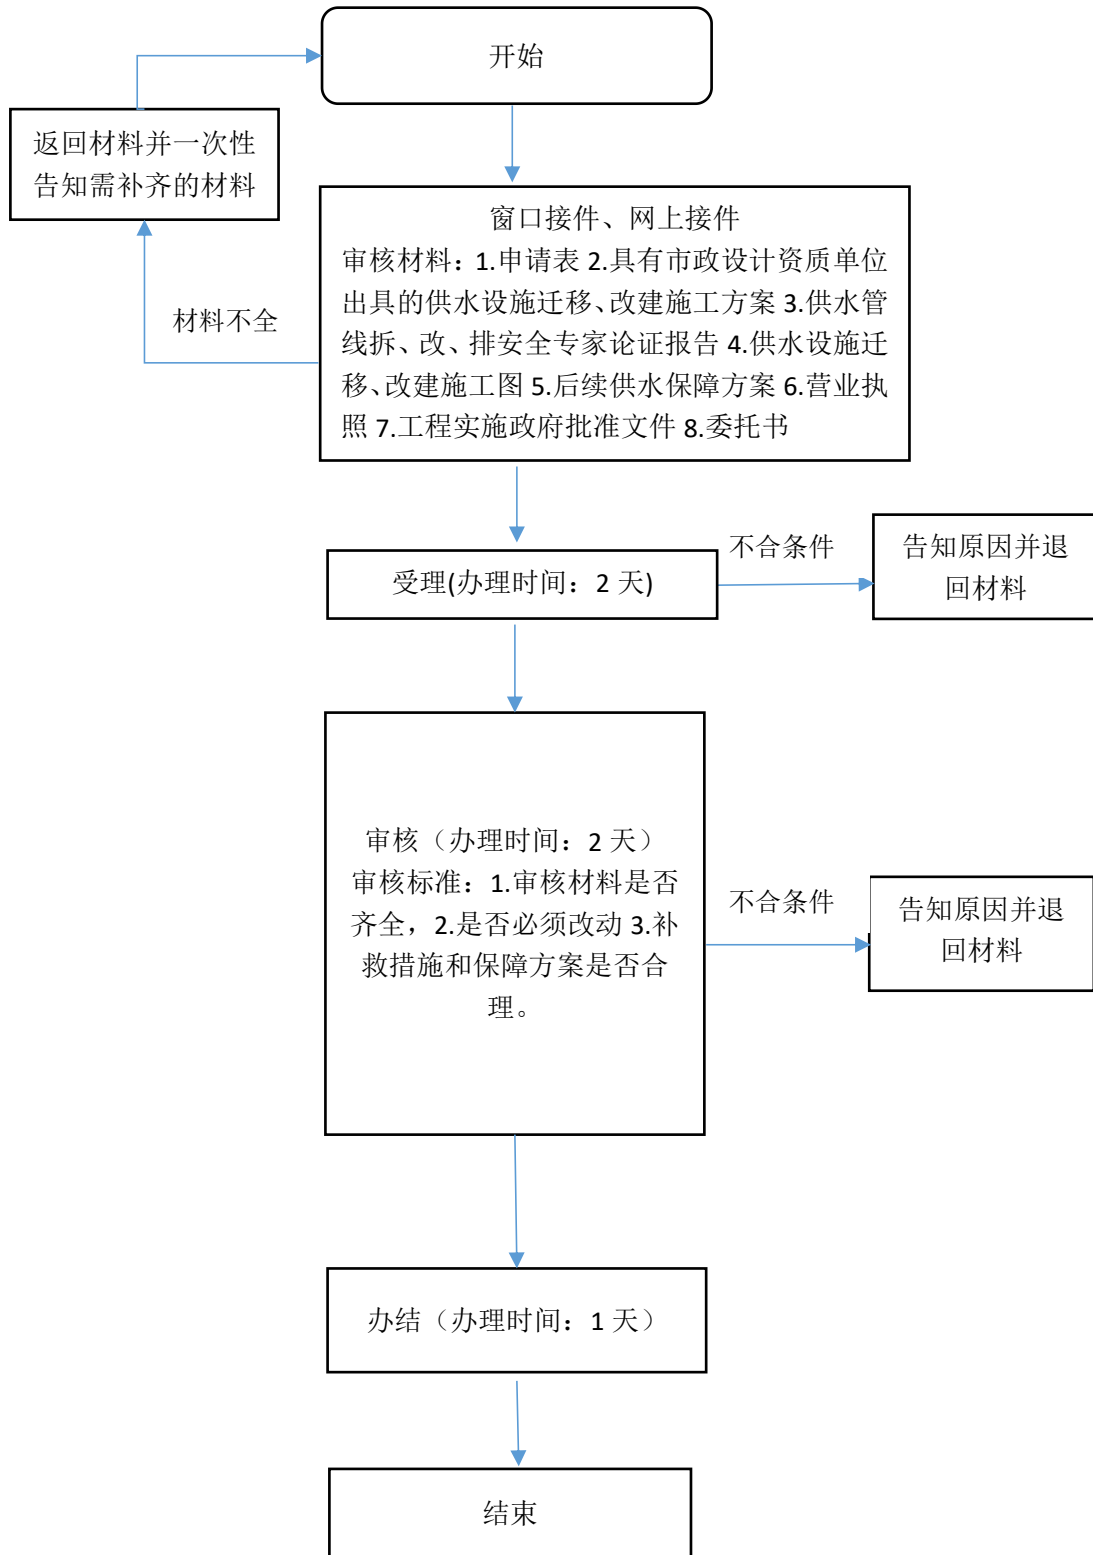 开始
返回材料并一次性
告知需补齐的材料
窗口接件、网上接件
审核材料：1.申请表 2.具有市政设计资质单位
出具的供水设施迁移、改建施工方案 3.供水管
线拆、改、排安全专家论证报告 4.供水设施迁
移、改建施工图 5.后续供水保障方案 6.营业执
照 7.工程实施政府批准文件 8.委托书
材料不全
受理(办理时间：2 天)
不合条件
告知原因并退
回材料
审核（办理时间：2 天）
审核标准：1.审核材料是否
齐全，2.是否必须改动 3.补
救措施和保障方案是否合
理。
不合条件
告知原因并退
回材料
办结（办理时间：1 天）
结束